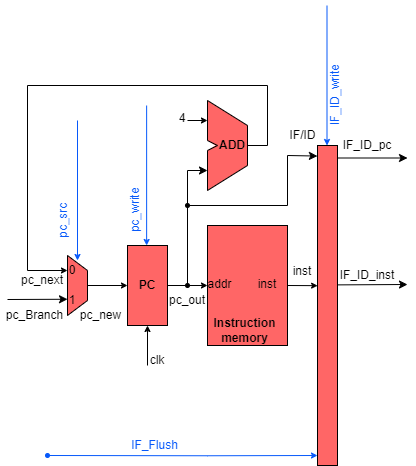 IF_ID_write
4
ADD
IF/ID
IF_ID_pc
pc_src
pc_write
0
pc_next
1
pc_Branch
pc_new
PC
pc_out
addr
inst
inst
IF_ID_inst
Instruction
memory
clk
IF_Flush